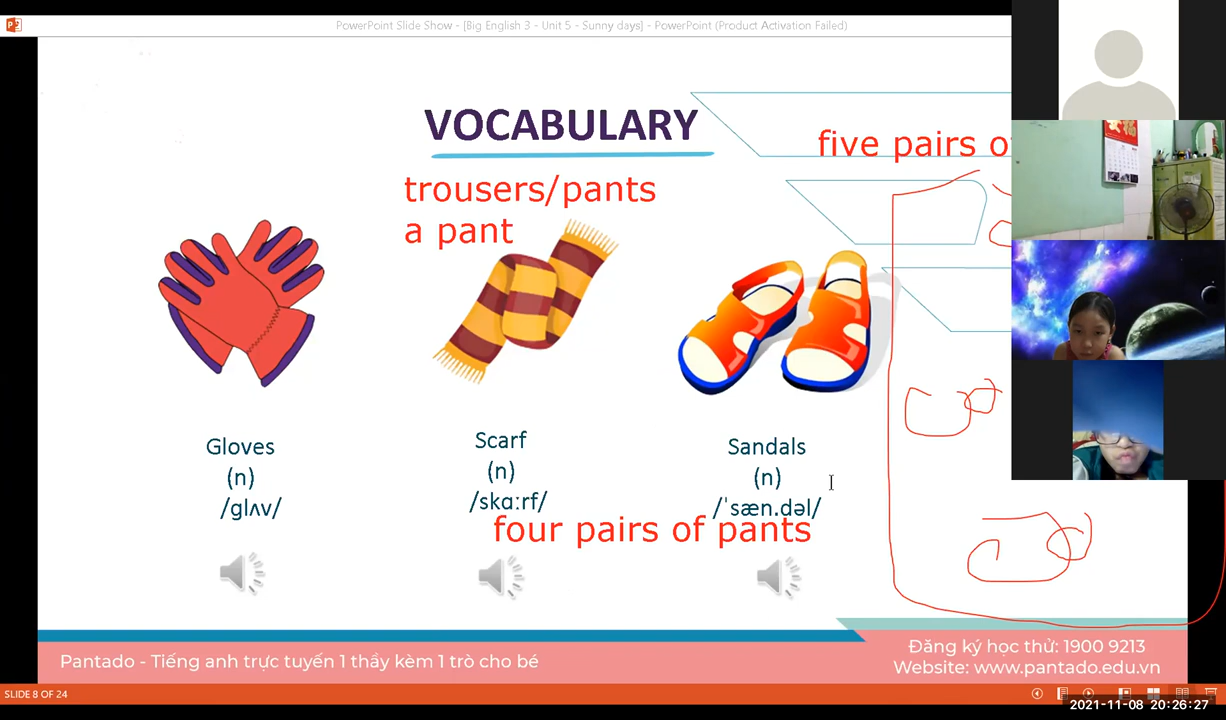 PowerPoint Slide Show - [Big English 3 - Unit 5 - Sunny days] - PowerPoint (Product Activation Failed)
VOCABULARY
five pairs o
trousers/pants
a pant
Gloves
(n)
/glʌv/
Scarf
(n)
/skɑːrf/
Sandals
(n)
/ˈsæn.dəl/
four pairs of pants
Pantado - Tiếng anh trực tuyến 1 thầy kèm 1 trò cho bé
Đăng ký học thử: 1900 9213
Website: www.pantado.edu.vn
SLIDE 8 OF 24
2021-11-08 20:26:27